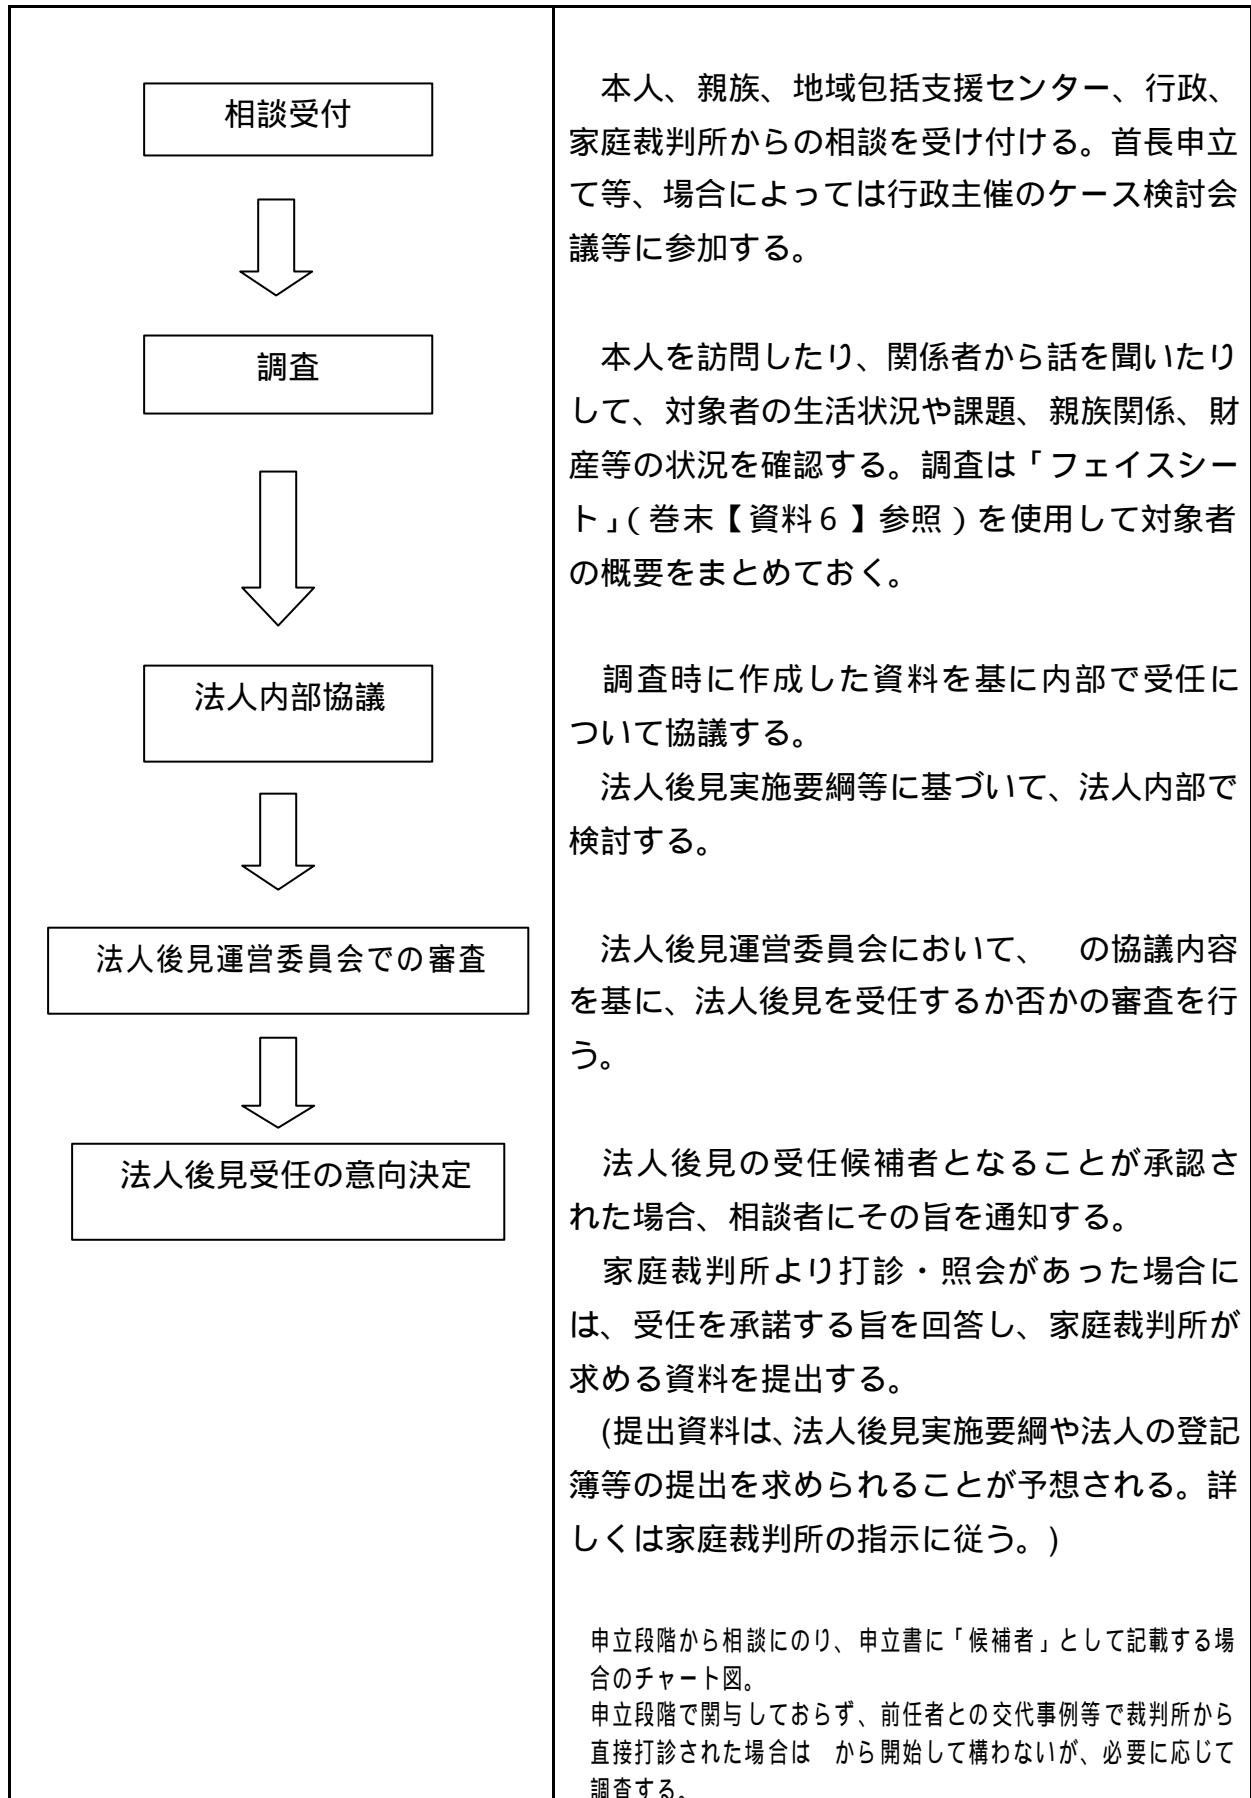 相談受付
本人、親族、地域包括支援センター、行政、
家庭裁判所からの相談を受け付ける。首長申立
て等、場合によっては行政主催のケース検討会
議等に参加する。
調査
本人を訪問したり、関係者から話を聞いたり
して、対象者の生活状況や課題、親族関係、財
産等の状況を確認する。調査は「フェイスシー
ト」(巻末【資料6】参照)を使用して対象者
の概要をまとめておく。
法人内部協議
調査時に作成した資料を基に内部で受任に
ついて協議する。
法人後見実施要綱等に基づいて、法人内部で
検討する。
法人後見運営委員会での審査
法人後見運営委員会において、　の協議内容
を基に、法人後見を受任するか否かの審査を行
う。
法人後見受任の意向決定
法人後見の受任候補者となることが承認さ
れた場合、相談者にその旨を通知する。
家庭裁判所より打診・照会があった場合に
は、受任を承諾する旨を回答し、家庭裁判所が
求める資料を提出する。
(提出資料は、法人後見実施要綱や法人の登記
簿等の提出を求められることが予想される。詳
しくは家庭裁判所の指示に従う。)
申立段階から相談にのり、申立書に「候補者」として記載する場
合のチャート図。
申立段階で関与しておらず、前任者との交代事例等で裁判所から
直接打診された場合は　から開始して構わないが、必要に応じて
調査する。